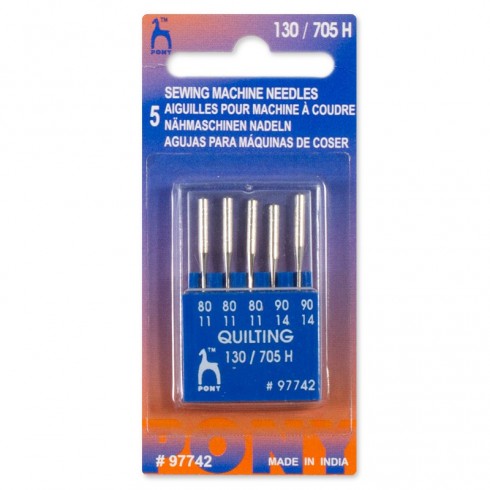 130 / 705 H
TM
PONY
5
SEWING MACHINE NEEDLES
AIGUILLES POUR MACHINE À COUDRE
NÄHMASCHINEN NADELN
AGUJAS PARA MÁQUINAS DE COSER
80 80 80 90 90
11 11 11 14 14
QUILTING
TM
130 / 705 H
PONY
# 97742
PONY
# 97742
MADE IN INDIA